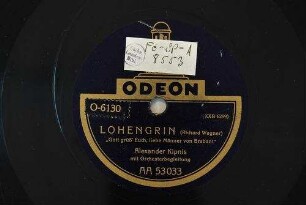 FG-SP-A
8553
ODEON
O-6130
LOHENGRIN (Richard Wagner)
„Gott grüß' Euch, liebe Männer von Brabant"
Alexander Kipnis
mit Orchesterbegleitung
AA 53033